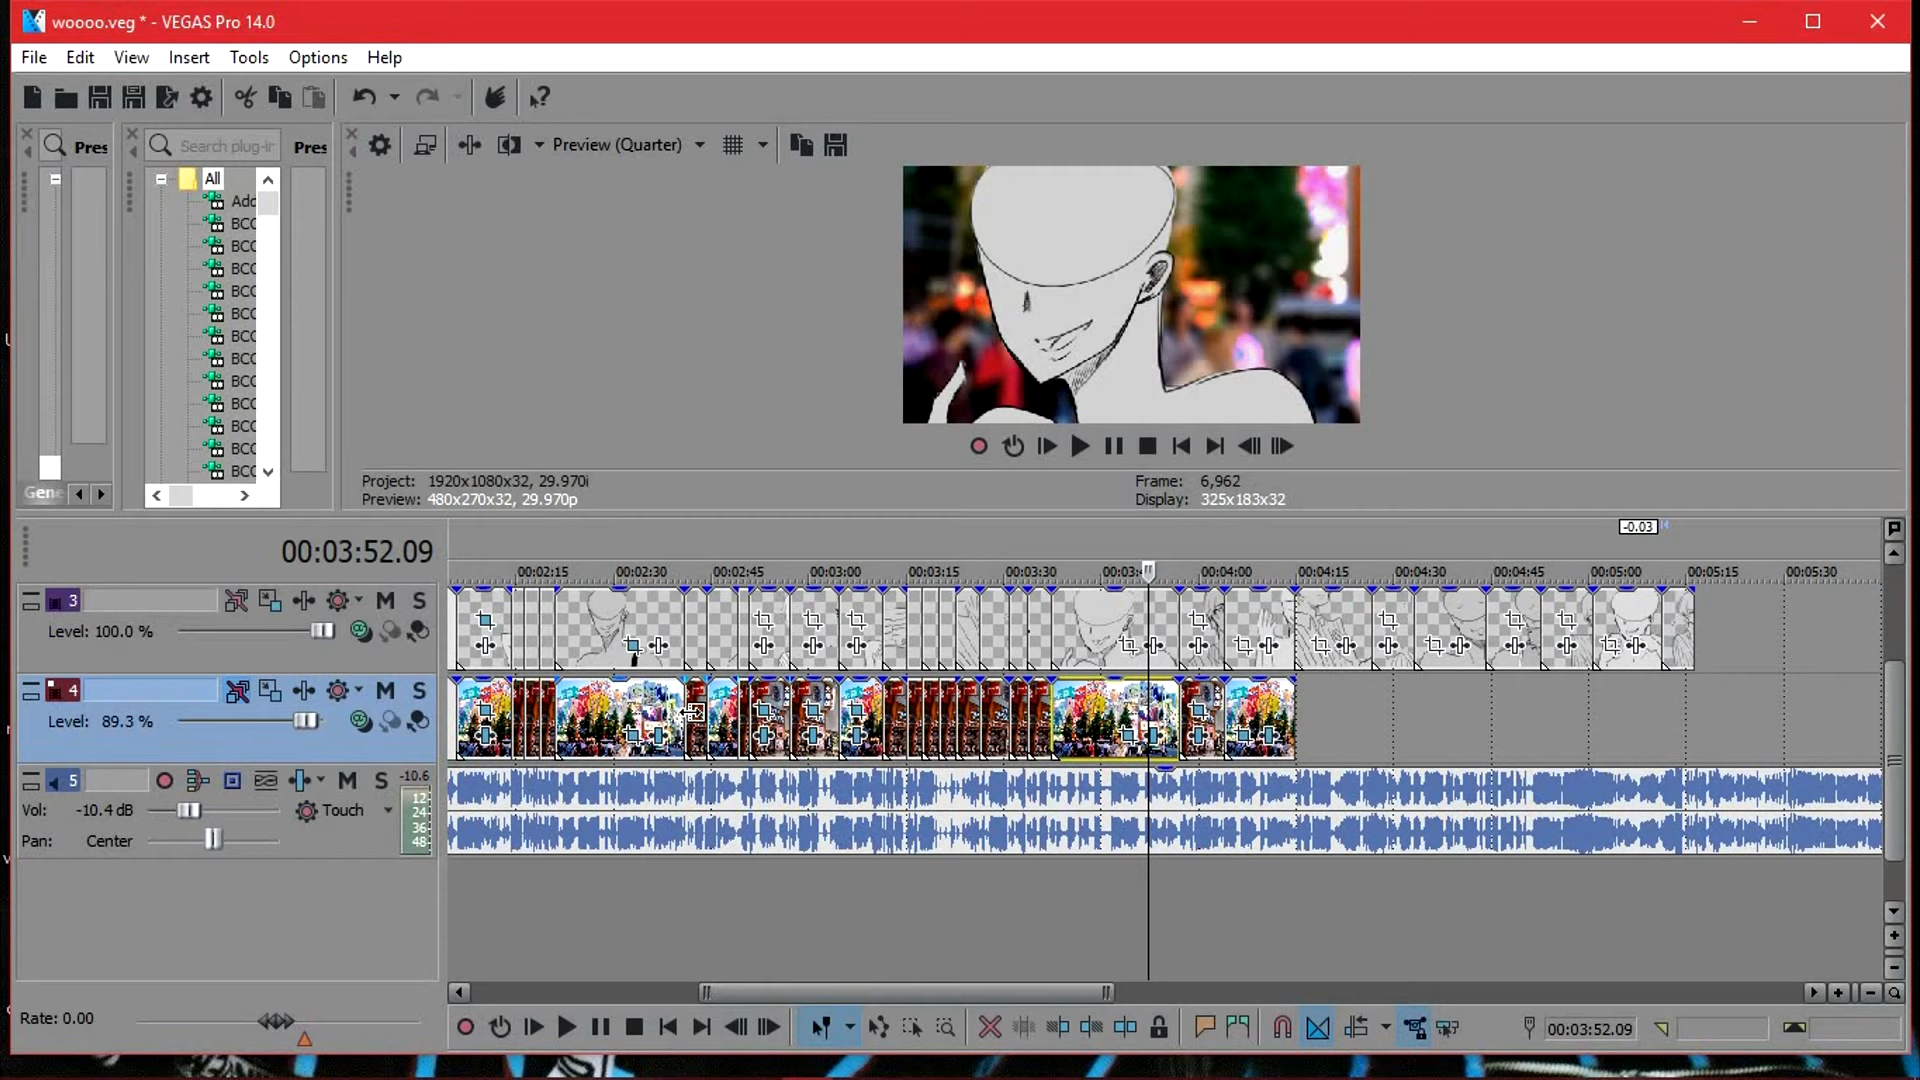 woooo.veg * - VEGAS Pro 14.0
File Edit View Insert Tools Options Help
Pres
Search plug-ir
Pres
Preview (Quarter)
All
Adc
BCC
BCC
BCC
BCC
BCC
BCC
BCC
BCC
BCC
BCC
BCC
BCC
Gene
Project: 1920x1080x32, 29.970i
Preview: 480x270x32, 29.970p
Frame: 6,962
Display: 325x183x32
-0.03
00:03:52.09
00:02:15 00:02:30 00:02:45 00:03:00 00:03:15 00:03:30 00:03:4 00:04:00 00:04:15 00:04:30 00:04:45 00:05:00 00:05:15 00:05:30
3 M S
Level: 100.0 %
4 M S
Level: 89.3 %
5 M S -10.6
Vol: -10.4 dB Touch
Pan: Center
12
24
36
48
Rate: 0.00
00:03:52.09